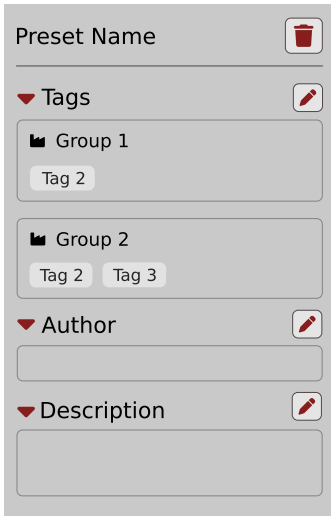 Preset Name
Tags
Group 1
Tag 2
Group 2
Tag 2 Tag 3
Author
Description